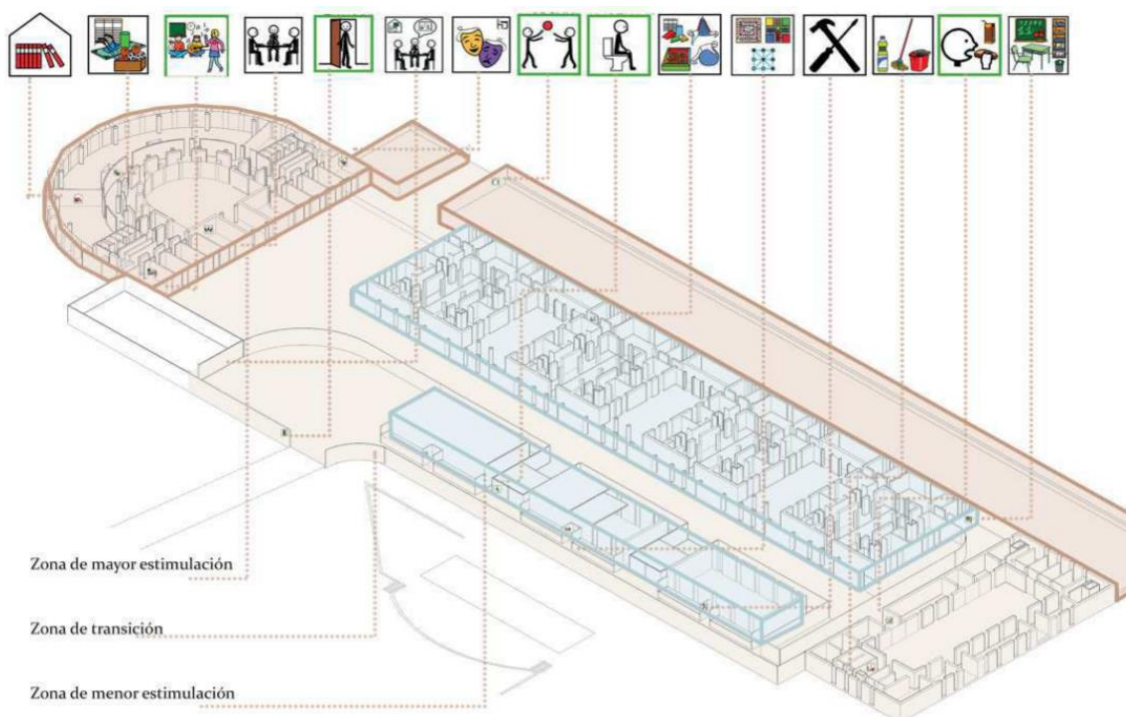 Zona de mayor estimulación
Zona de transición
Zona de menor estimulación